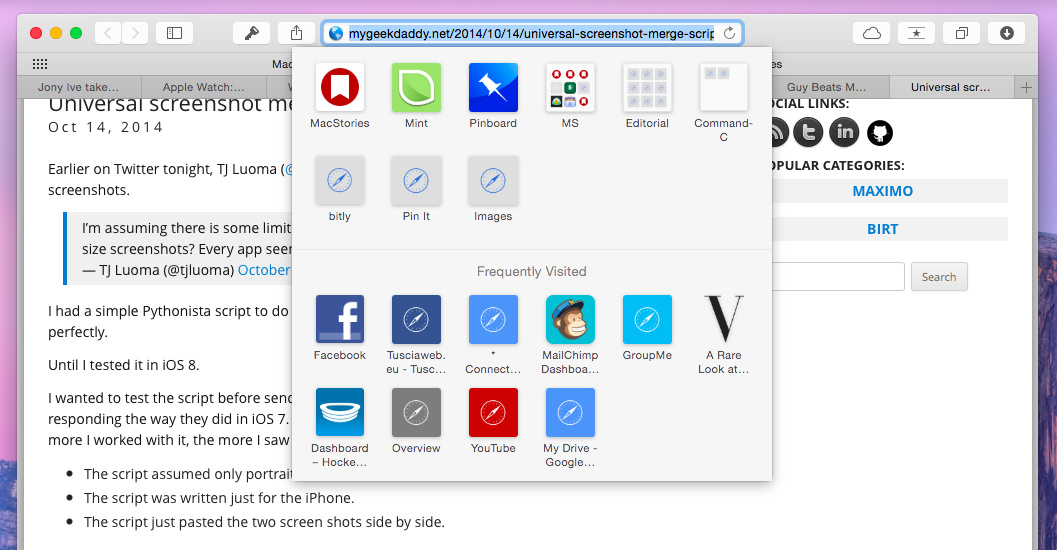 mygeekdaddy.net/2014/10/14/universal-screenshot-merge-scrip
Mac
es
Jony Ive take…
Apple Watch:…
Guy Beats M…
Universal scr…
MacStories
Mint
Pinboard
MS
Editorial
Command-
C
bitly
Pin It
Images
Frequently Visited
Facebook
Tusciaweb.
eu - Tusc…
*
Connect…
MailChimp
Dashboa…
GroupMe
V
A Rare
Look at…
Dashboard
– Hocke…
Overview
YouTube
My Drive -
Google…
Universal screenshot me
Oct 14, 2014
Earlier on Twitter tonight, TJ Luoma (@
screenshots.
I'm assuming there is some limit
size screenshots? Every app seem
— TJ Luoma (@tjluoma) October
I had a simple Pythonista script to do
perfectly.
Until I tested it in iOS 8.
I wanted to test the script before send
responding the way they did in iOS 7.
more I worked with it, the more I saw
The script assumed only portrait
The script was written just for the iPhone.
The script just pasted the two screen shots side by side.
OCIAL LINKS:
in
OPULAR CATEGORIES:
MAXIMO
BIRT
Search